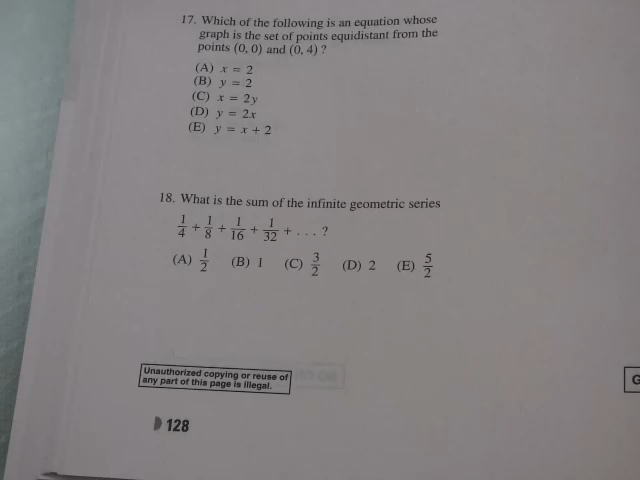 17. Which of the following is an equation whose
graph is the set of points equidistant from the
points (0, 0) and (0, 4) ?
(A) x = 2
(B) y = 2
(C) x = 2y
(D) y = 2x
(E) y = x + 2
18. What is the sum of the infinite geometric series
1/4 + 1/8 + 1/16 + 1/32 + . . . ?
(A) 1/2 (B) 1 (C) 3/2 (D) 2 (E) 5/2
Unauthorized copying or reuse of
any part of this page is illegal.
128